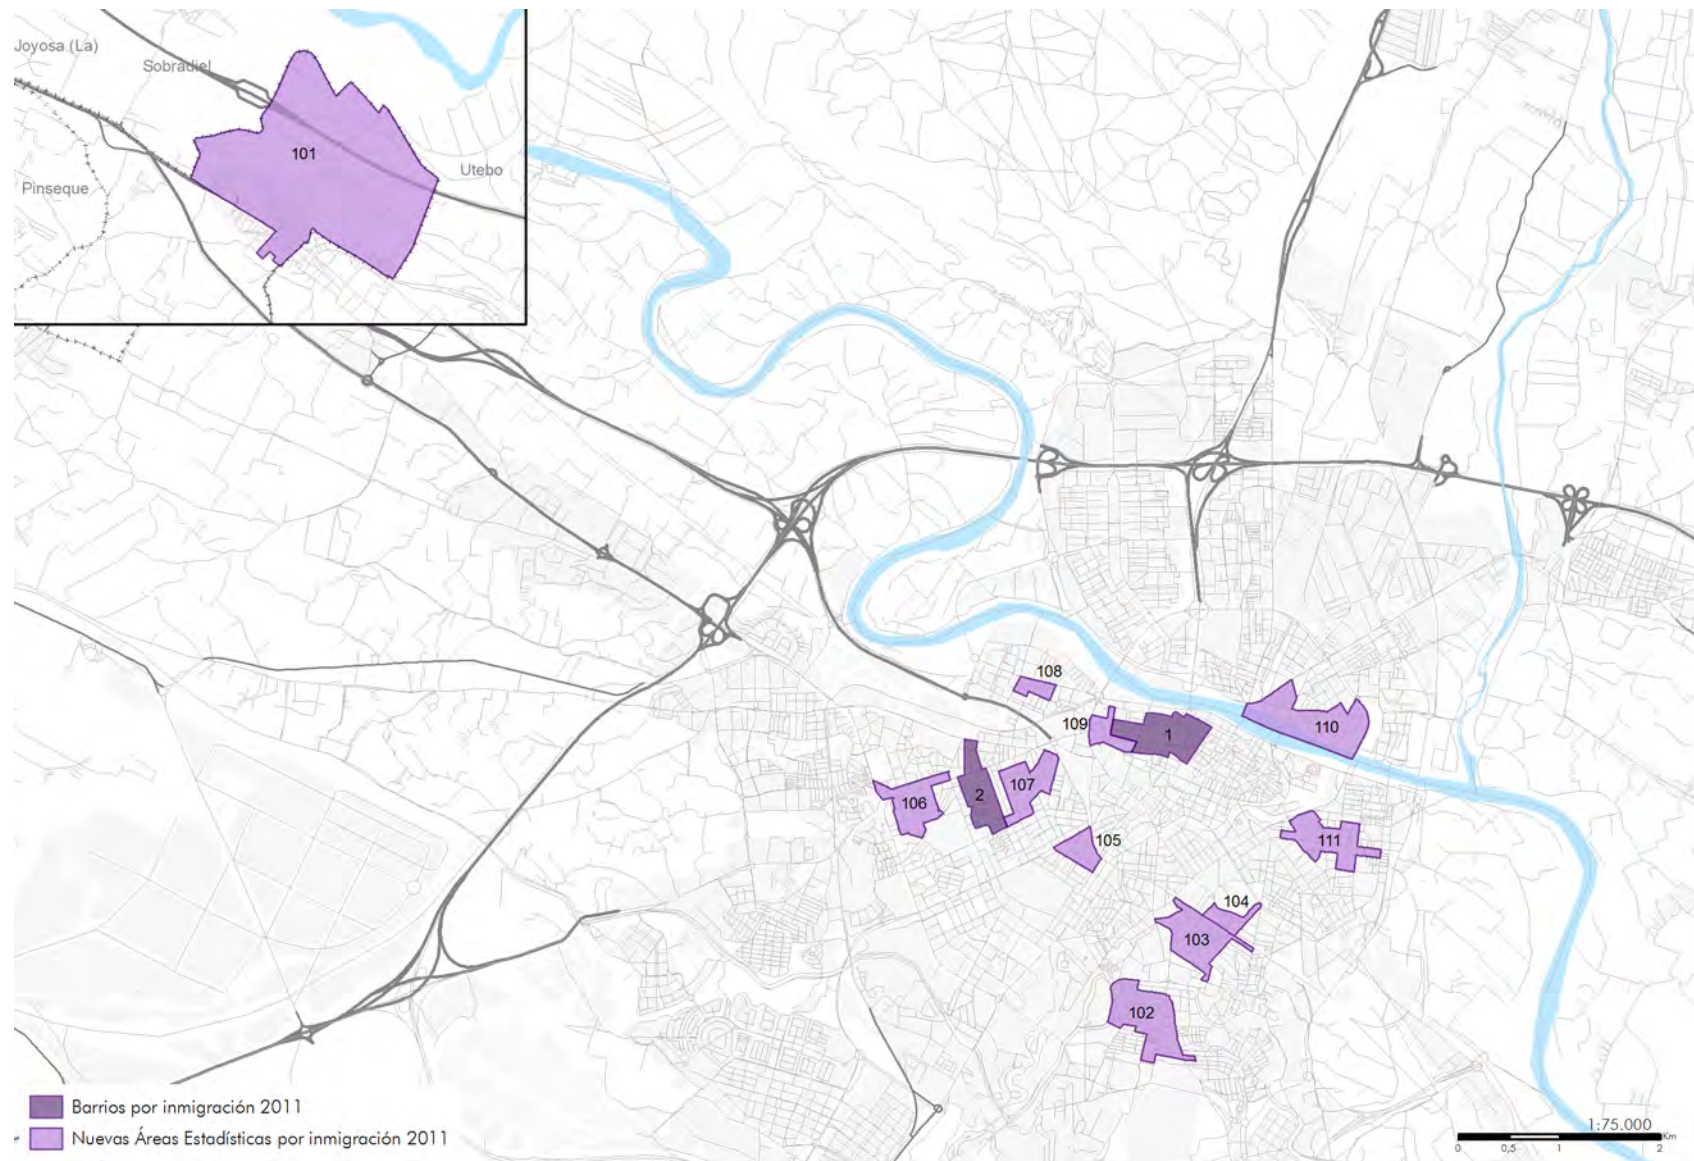 Joyosa (La)
Sobradiel
101
Utebo
Pinseque
108
109
1
110
107
2
106
105
111
104
103
102
Barrios por inmigración 2011
Nuevas Áreas Estadísticas por inmigración 2011
1:75.000
Km
0 0,5 1 2